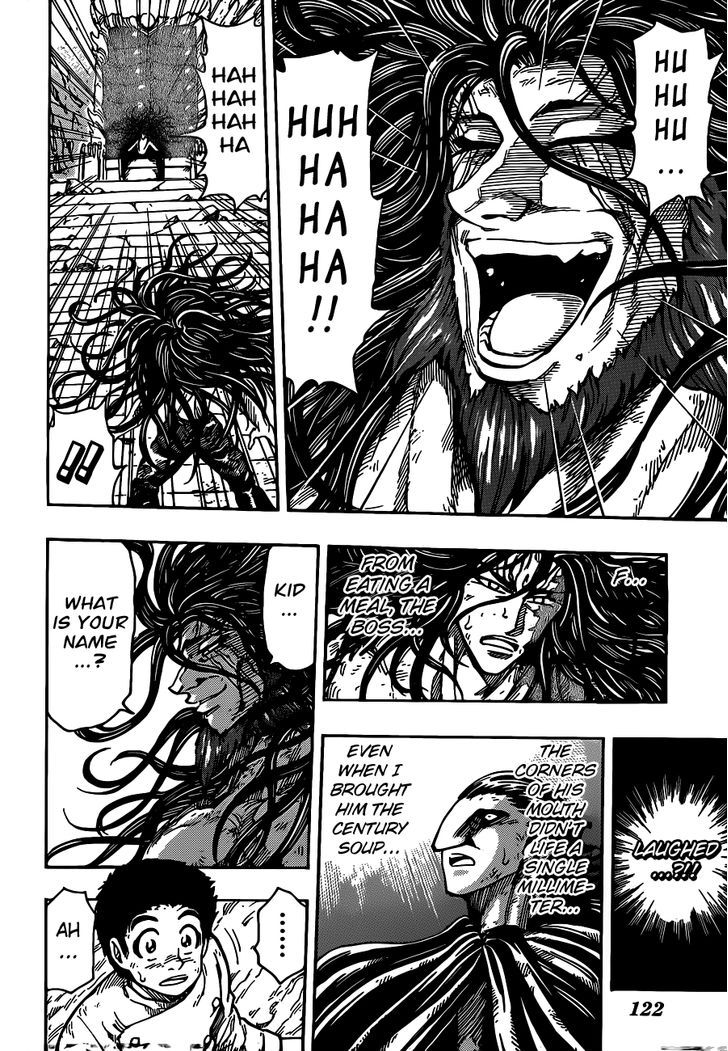 HU
HU
HU
...
HUH
HA
HA
HA
!!
HAH
HAH
HAH
HA
!!
F...
FROM
EATING A
MEAL, THE
BOSS...
LAUGHED
...?!!
THE
CORNERS
OF HIS
MOUTH
DIDN'T
LIFE A
SINGLE
MILLIME-
TER...
EVEN
WHEN I
BROUGHT
HIM THE
CENTURY
SOUP...
KID
...
WHAT
IS YOUR
NAME
...?
....
AH
...
122